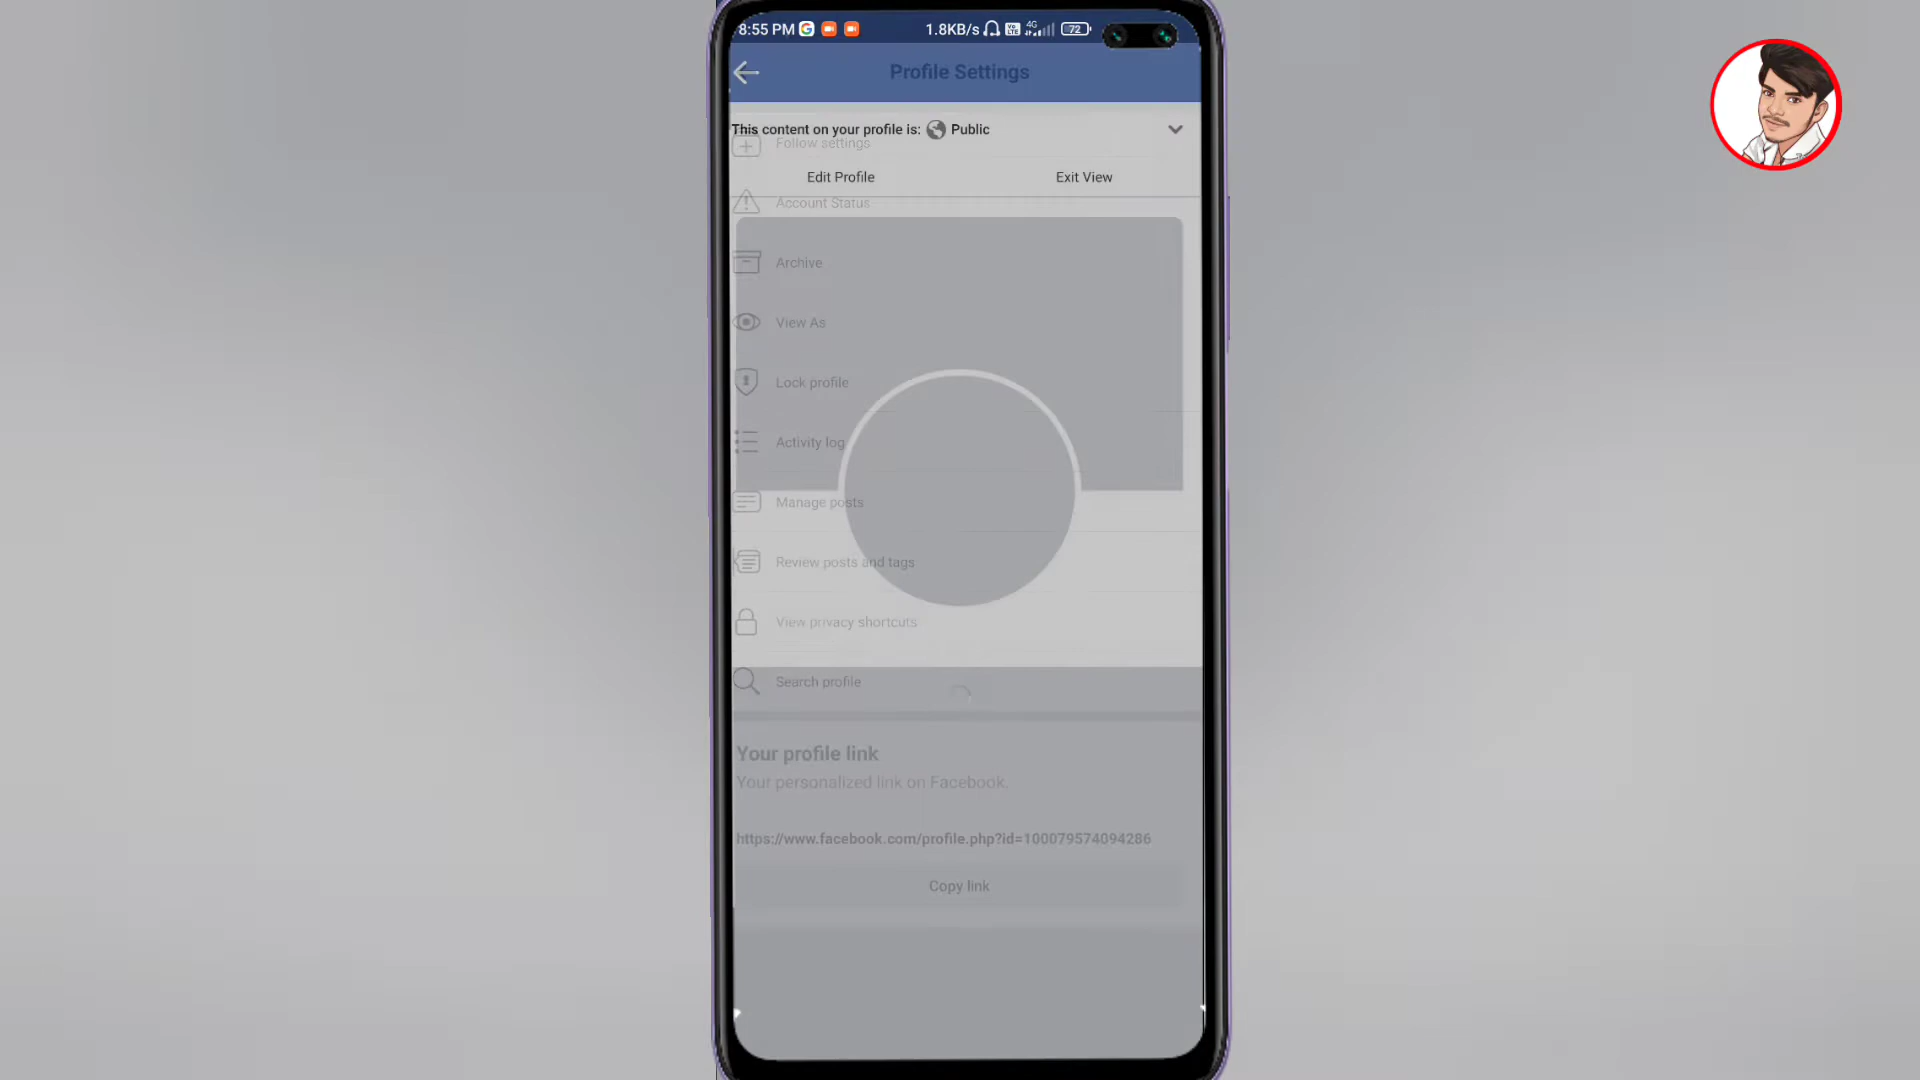 8:55 PM 1.8KB/s 4G 72
Profile Settings
This content on your profile is: Public
Follow settings
Edit Profile Exit View
Account Status
Archive
View As
Lock profile
Activity log
Manage posts
Review posts and tags
View privacy shortcuts
Search profile
Your profile link
Your personalized link on Facebook.
https://www.facebook.com/profile.php?id=100079574094286
Copy link